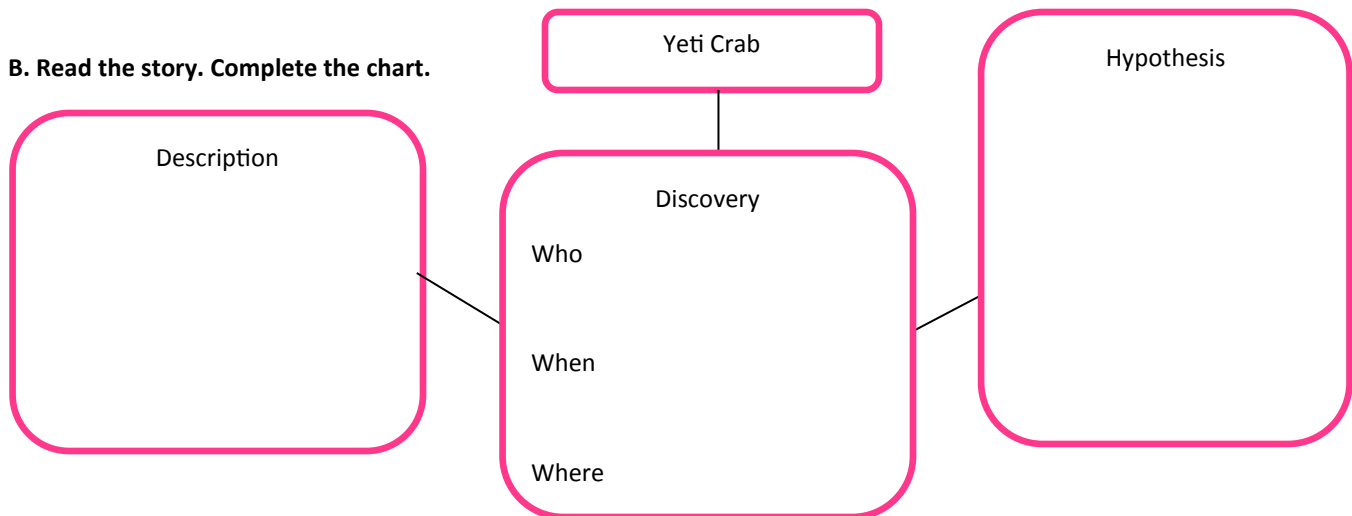 B. Read the story. Complete the chart.
Yeti Crab
Hypothesis
Description
Discovery
Who
When
Where